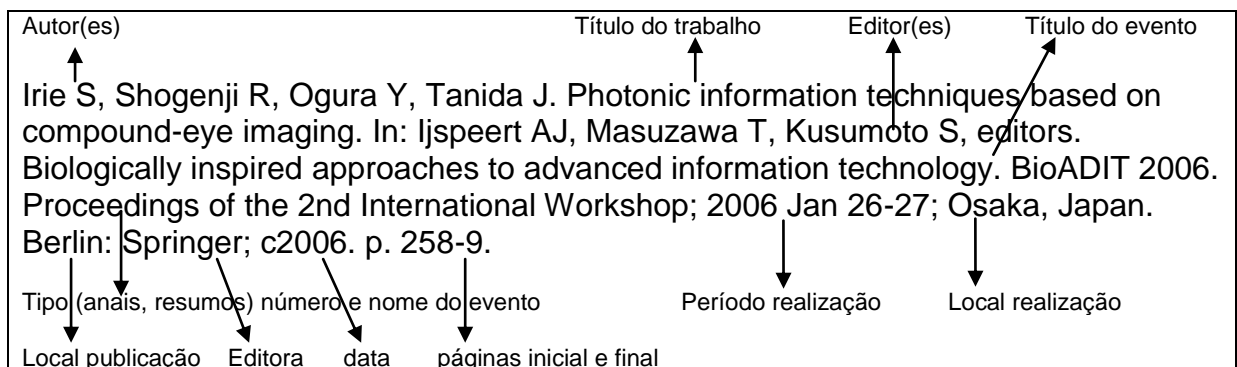 Autor(es) Título do trabalho Editor(es) Título do evento
Irie S, Shogenji R, Ogura Y, Tanida J. Photonic information techniques based on
compound-eye imaging. In: Ijspeert AJ, Masuzawa T, Kusumoto S, editors.
Biologically inspired approaches to advanced information technology. BioADIT 2006.
Proceedings of the 2nd International Workshop; 2006 Jan 26-27; Osaka, Japan.
Berlin: Springer; c2006. p. 258-9.
Tipo (anais, resumos) número e nome do evento Período realização Local realização
Local publicação Editora data páginas inicial e final